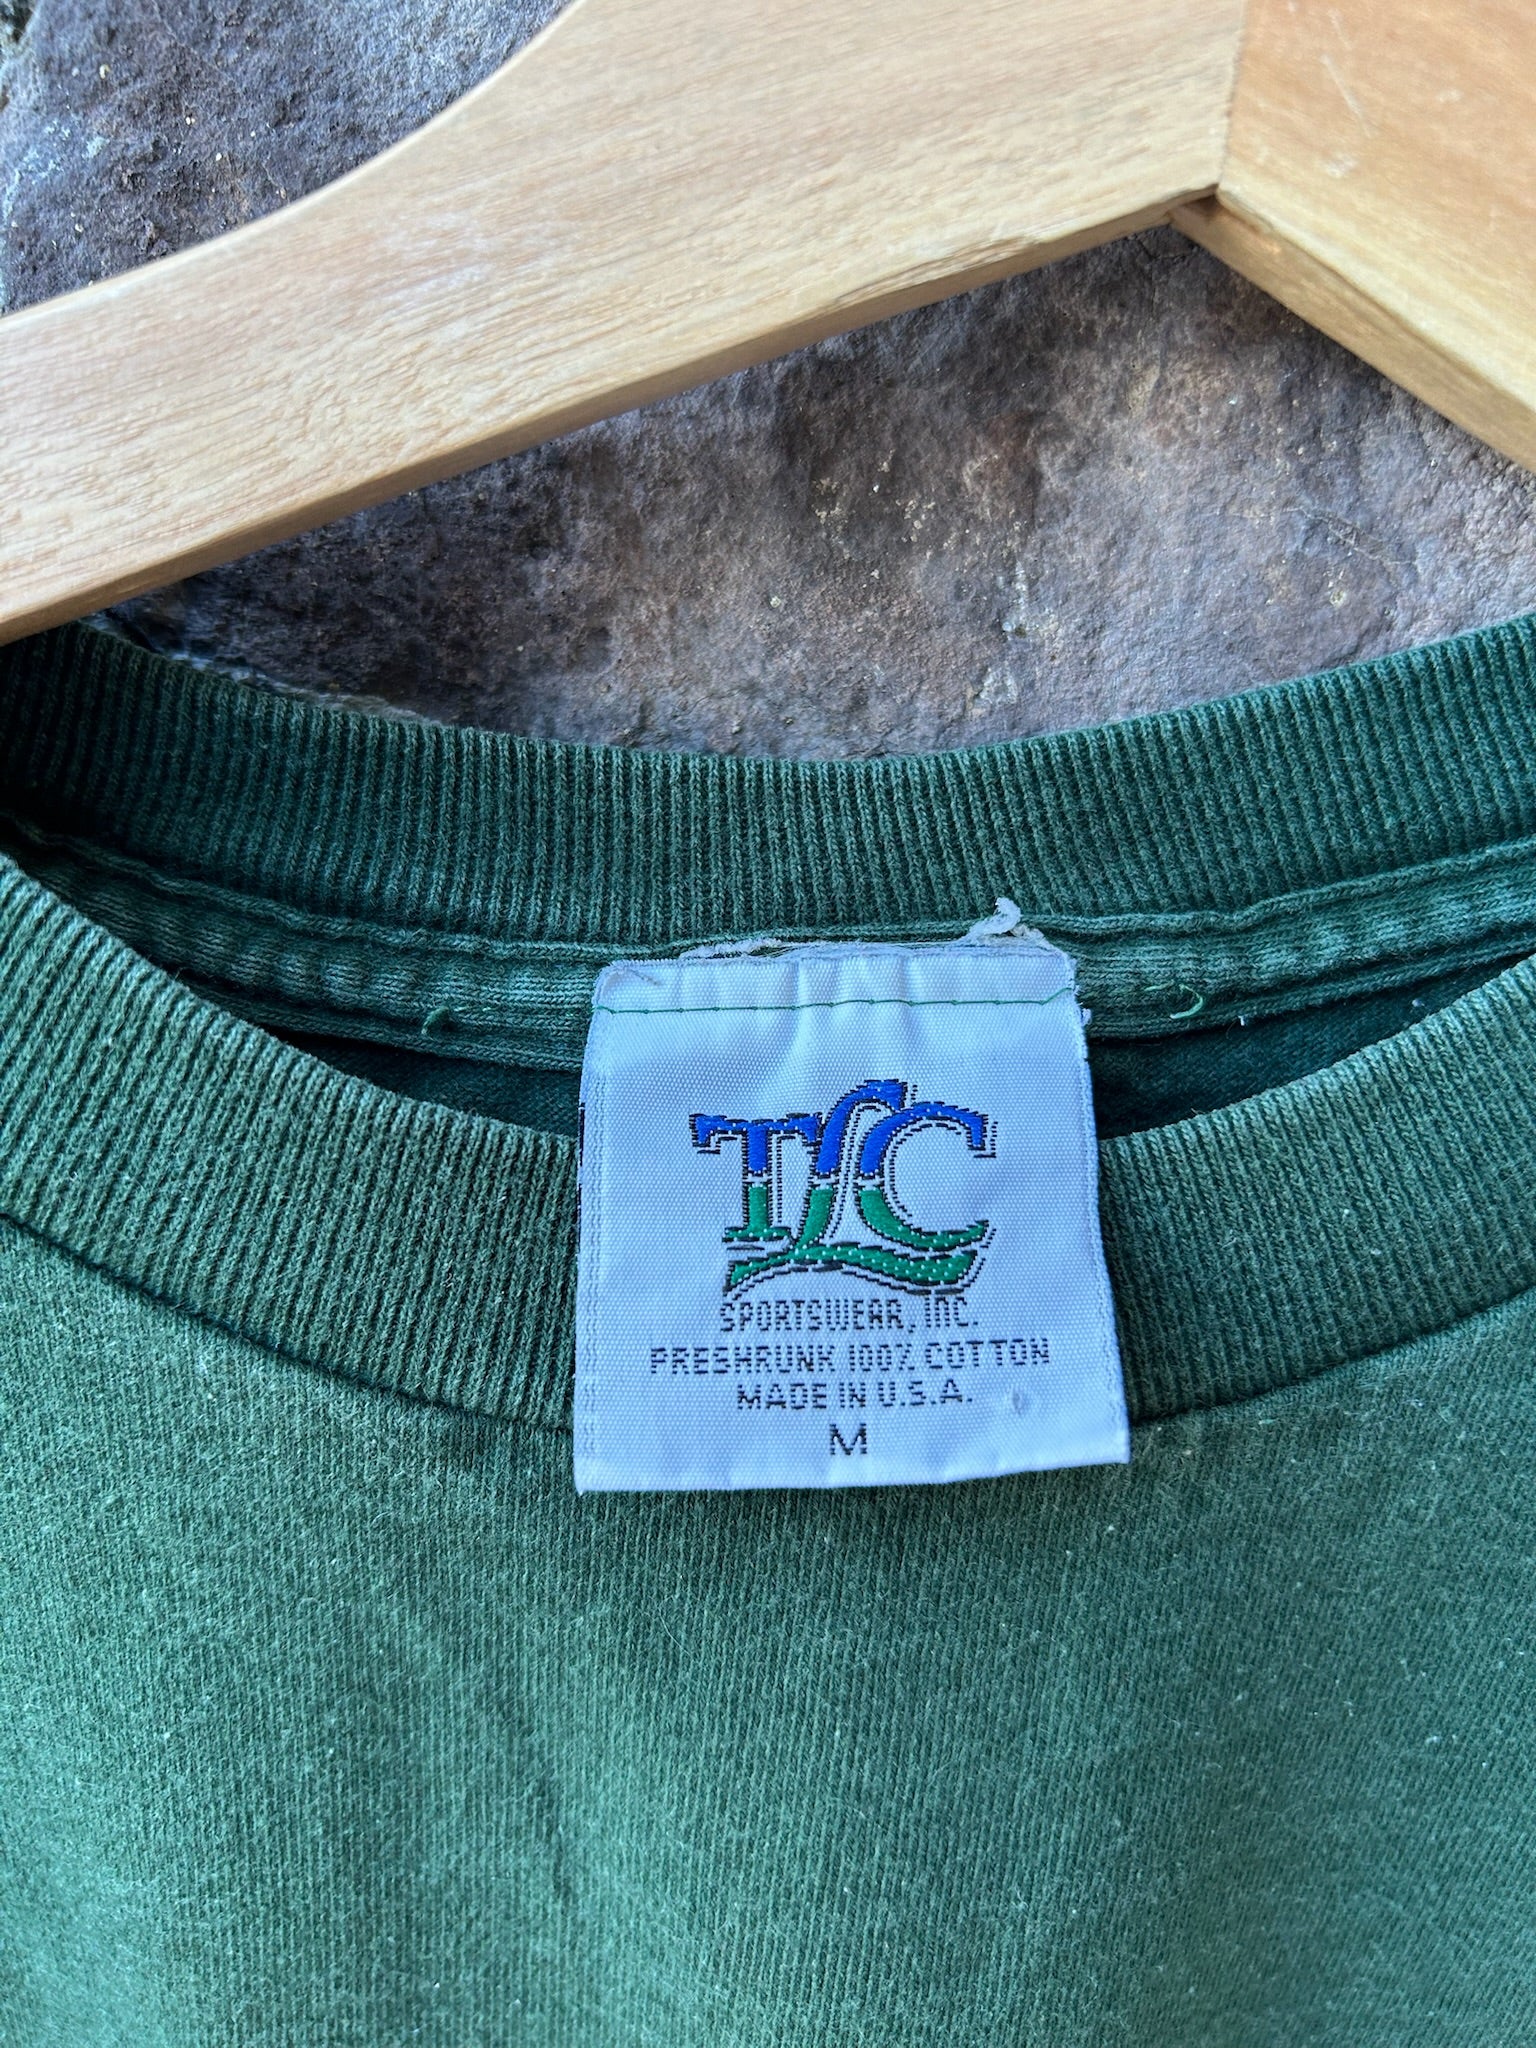 TLC
SPORTSWEAR, INC.
PRESHRUNK 100% COTTON
MADE IN U.S.A.
M